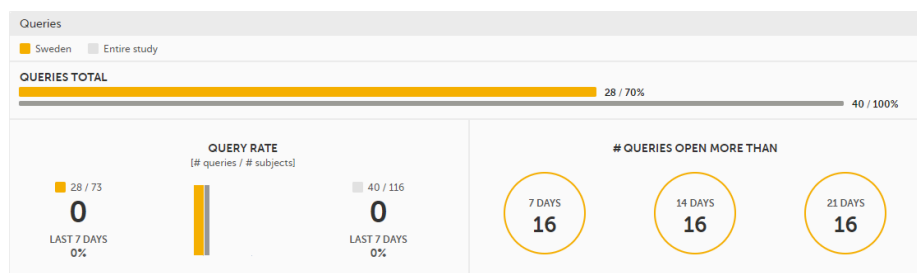 Queries
Sweden Entire study
QUERIES TOTAL
28 / 70%
40 / 100%
QUERY RATE
[# queries / # subjects]
28 / 73
0
LAST 7 DAYS
0%
40 / 116
0
LAST 7 DAYS
0%
# QUERIES OPEN MORE THAN
7 DAYS
16
14 DAYS
16
21 DAYS
16